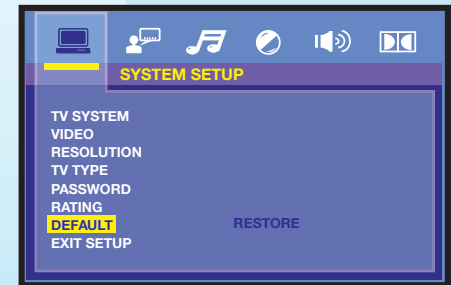 SYSTEM SETUP
TV SYSTEM
VIDEO
RESOLUTION
TV TYPE
PASSWORD
RATING
DEFAULT RESTORE
EXIT SETUP